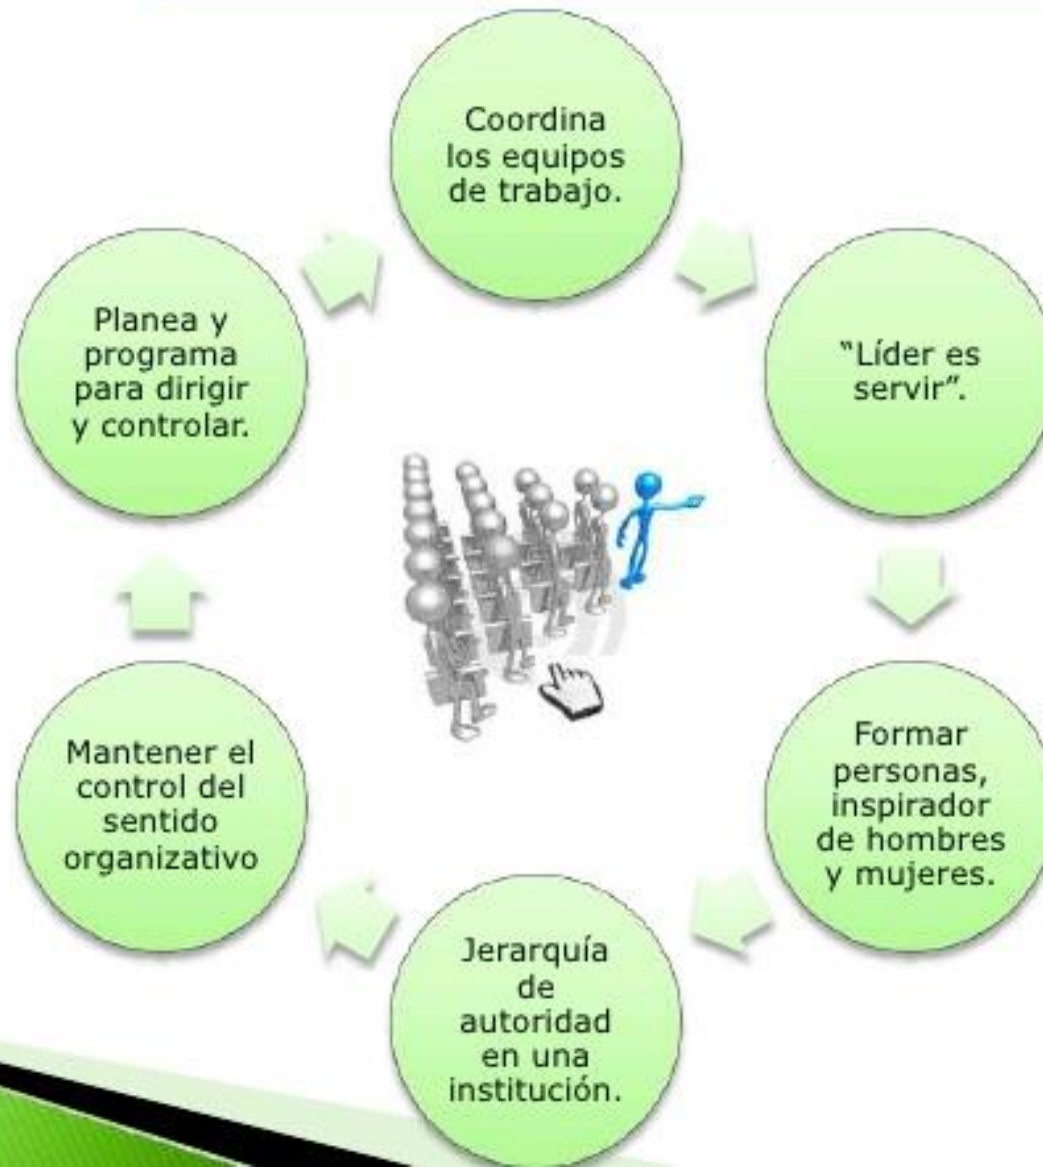 Coordina
los equipos
de trabajo.
“Líder es
servir”.
Formar
personas,
inspirador
de hombres
y mujeres.
Jerarquía
de
autoridad
en una
institución.
Mantener el
control del
sentido
organizativo
Planea y
programa
para dirigir
y controlar.